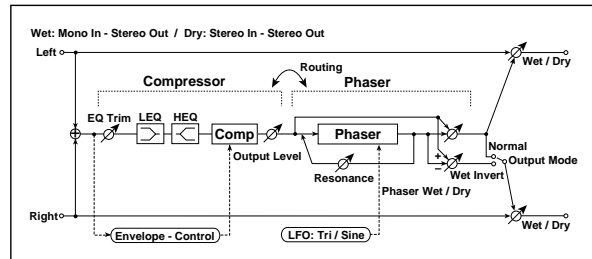 Wet: Mono In - Stereo Out / Dry: Stereo In - Stereo Out
Left
Wet / Dry
Routing
Compressor
Phaser
EQ Trim
LEQ
HEQ
Comp
Phaser
Output Level
Resonance
+
−
Normal
Output Mode
Wet Invert
Phaser Wet / Dry
Right
Wet / Dry
Envelope - Control
LFO: Tri / Sine